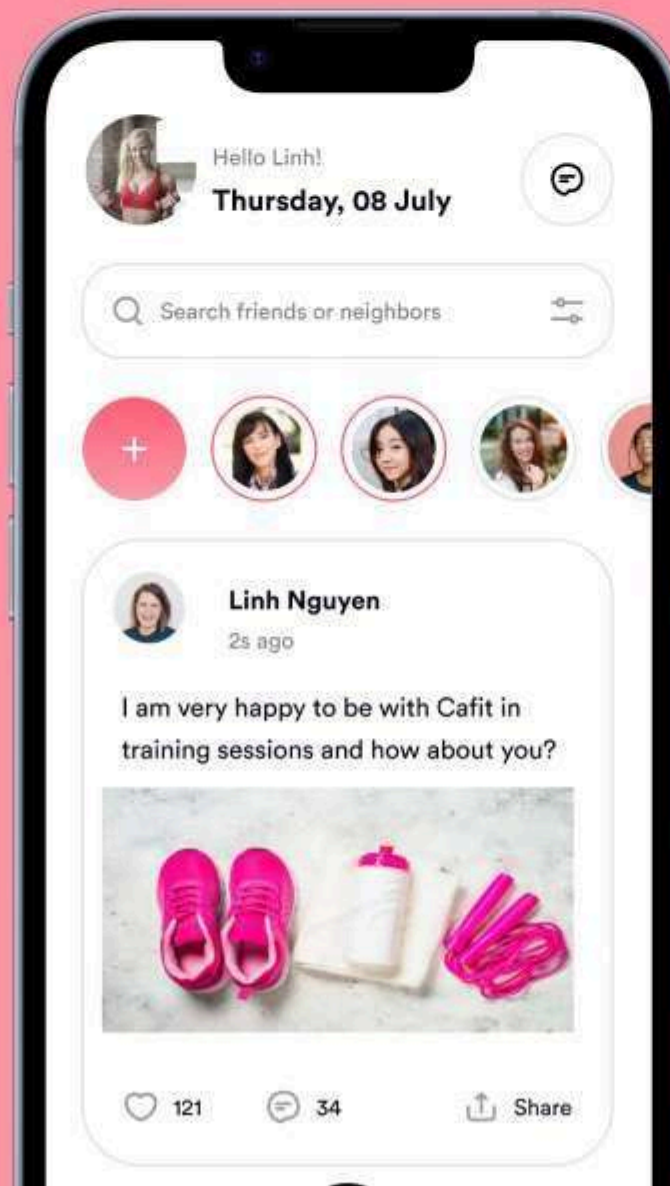 Hello Linh!
Thursday, 08 July
Search friends or neighbors
+
Linh Nguyen
2s ago
I am very happy to be with Cafit in
training sessions and how about you?
121
34
Share